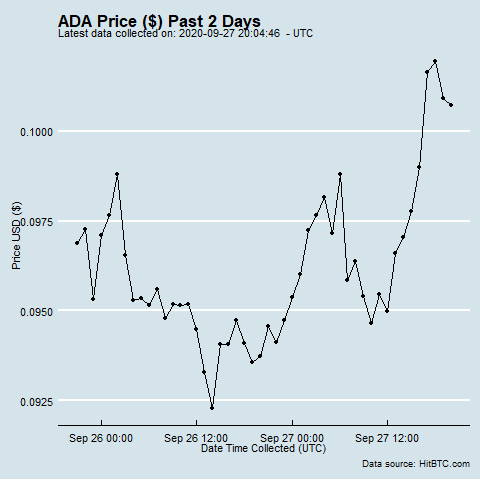 ADA Price ($) Past 2 Days
Latest data collected on: 2020-09-27 20:04:46 - UTC
Price USD ($)
0.1000
0.0975
0.0950
0.0925
Sep 26 00:00 Sep 26 12:00 Sep 27 00:00 Sep 27 12:00
Date Time Collected (UTC)
Data source: HitBTC.com